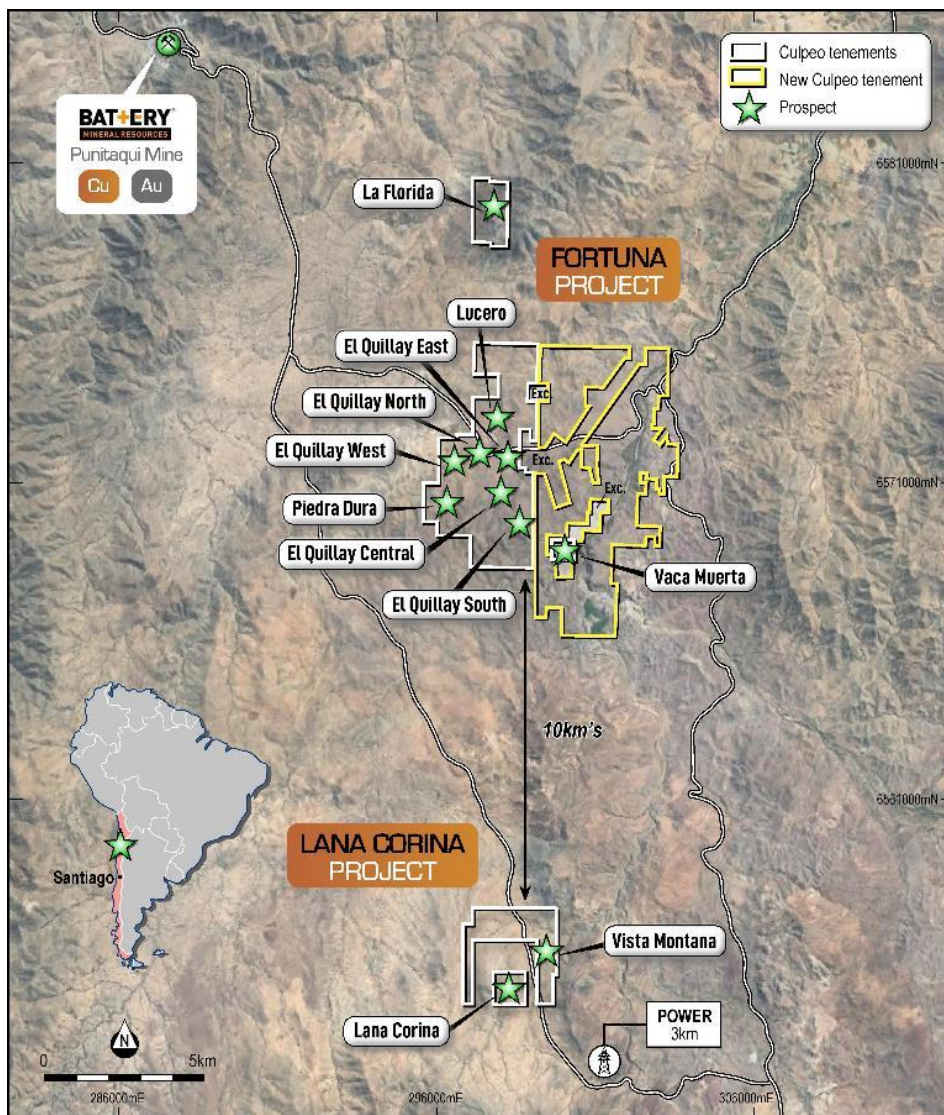 Culpeo tenements
New Culpeo tenement
Prospect
BATTERY
MINERAL RESOURCES
Punitaqui Mine
Cu Au
6581000mN
La Florida
FORTUNA
PROJECT
Lucero
El Quillay East
El Quillay North
El Quillay West
Piedra Dura
El Quillay Central
El Quillay South
Exc.
Exc.
Exc.
6571000mN
Vaca Muerta
10km's
6561000mN
LANA CORINA
PROJECT
Santiago
Vista Montana
Lana Corina
POWER
3km
N
0 5km
286000mE
296000mE
306000mE